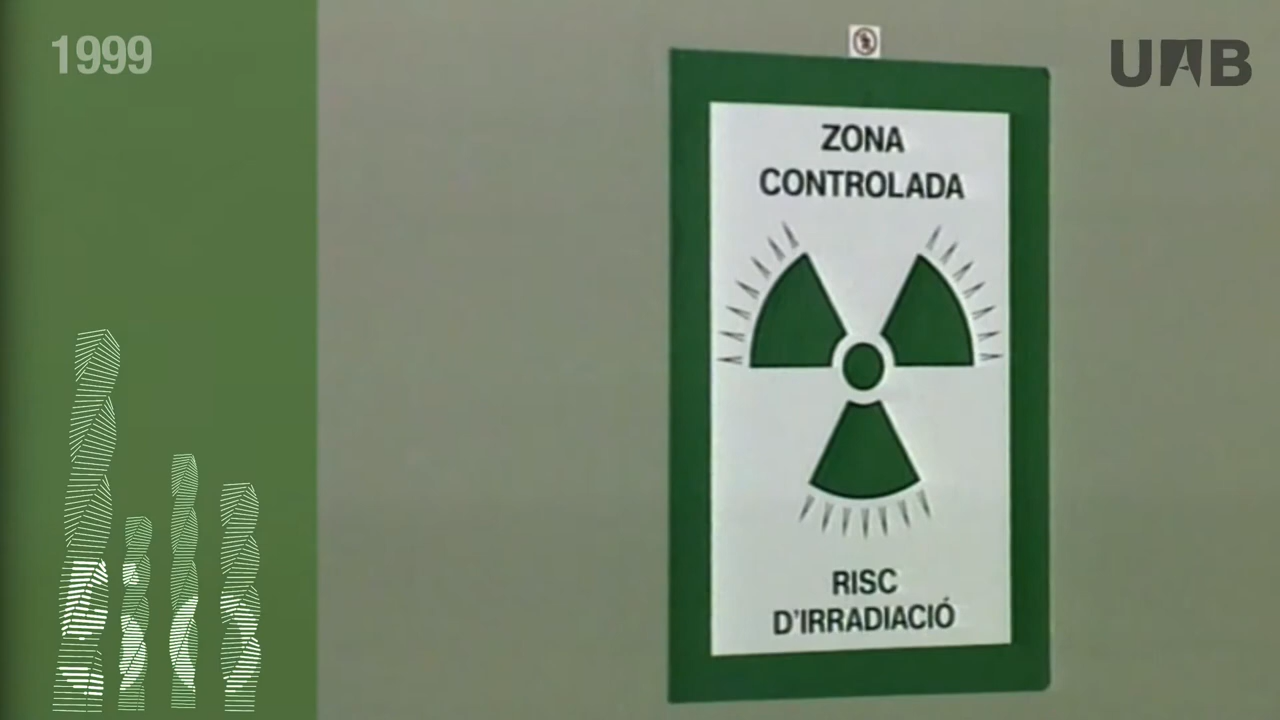 1999
UAB
ZONA
CONTROLADA
RISC
D'IRRADIACIÓ